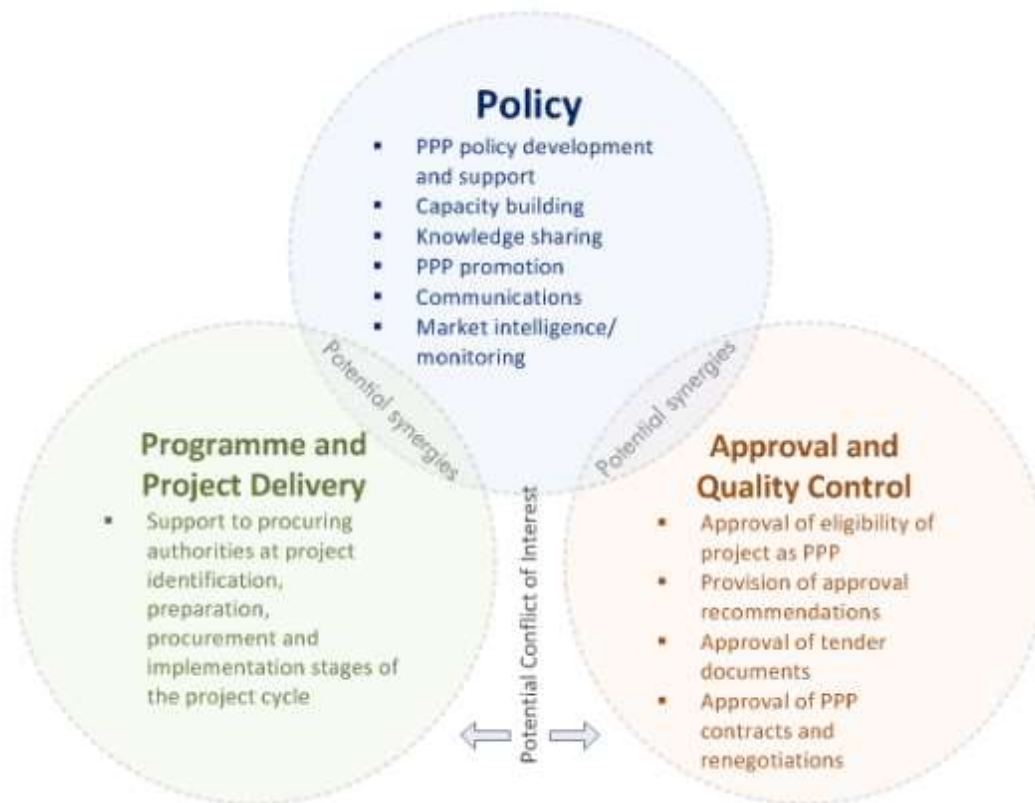 Policy
▪ PPP policy development
and support
▪ Capacity building
▪ Knowledge sharing
▪ PPP promotion
▪ Communications
▪ Market intelligence/
monitoring
Potential synergies
Potential synergies
Programme and
Project Delivery
▪ Support to procuring
authorities at project
identification,
preparation,
procurement and
implementation stages of
the project cycle
Potential Conflict of Interest
Approval and
Quality Control
▪ Approval of eligibility of
project as PPP
▪ Provision of approval
recommendations
▪ Approval of tender
documents
▪ Approval of PPP
contracts and
renegotiations